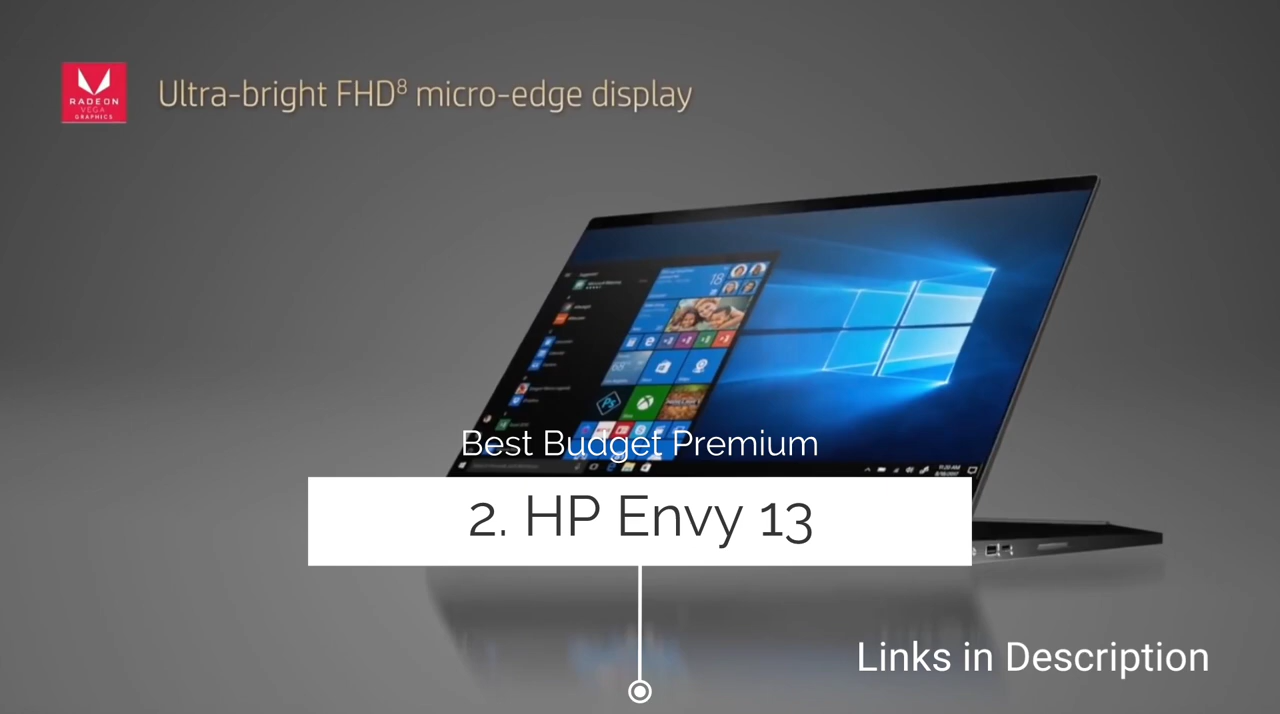 RADEON
VEGA
GRAPHICS
Ultra-bright FHD8 micro-edge display
18
Best Budget Premium
2. HP Envy 13
Links in Description